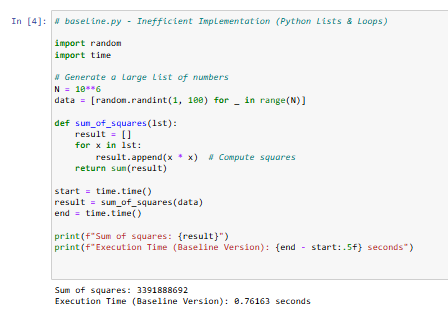 In [4]: # baseline.py - Inefficient Implementation (Python Lists & Loops)
import random
import time
# Generate a large list of numbers
N = 10**6
data = [random.randint(1, 100) for _ in range(N)]
def sum_of_squares(lst):
    result = []
    for x in lst:
        result.append(x * x)  # Compute squares
    return sum(result)
start = time.time()
result = sum_of_squares(data)
end = time.time()
print(f"Sum of squares: {result}")
print(f"Execution Time (Baseline Version): {end - start:.5f} seconds")
Sum of squares: 3391888692
Execution Time (Baseline Version): 0.76163 seconds